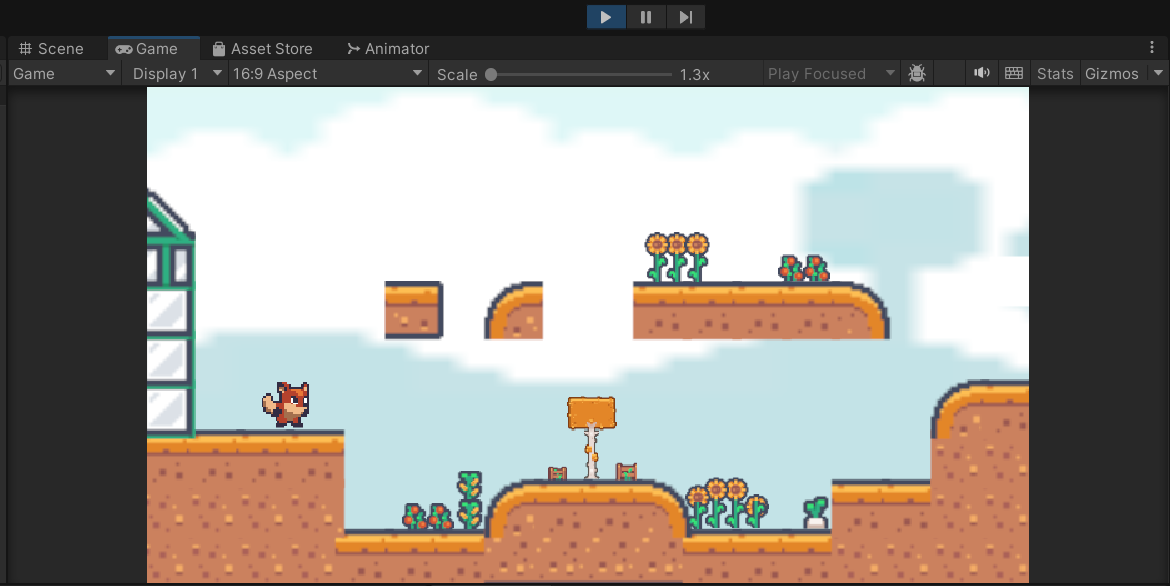 Scene Game Asset Store Animator
Game Display 1 16:9 Aspect Scale 1.3x Play Focused Stats Gizmos